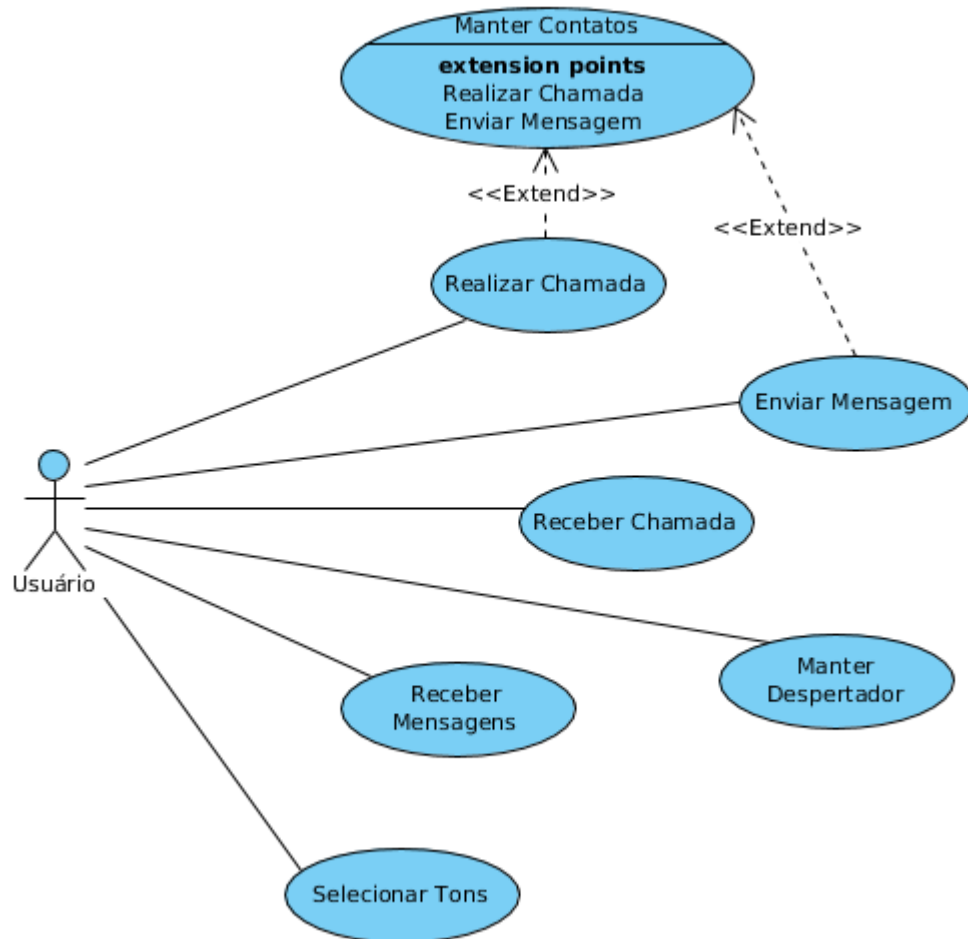 Manter Contatos
extension points
Realizar Chamada
Enviar Mensagem
<<Extend>>
<<Extend>>
Realizar Chamada
Enviar Mensagem
Receber Chamada
Usuário
Manter
Despertador
Receber
Mensagens
Selecionar Tons